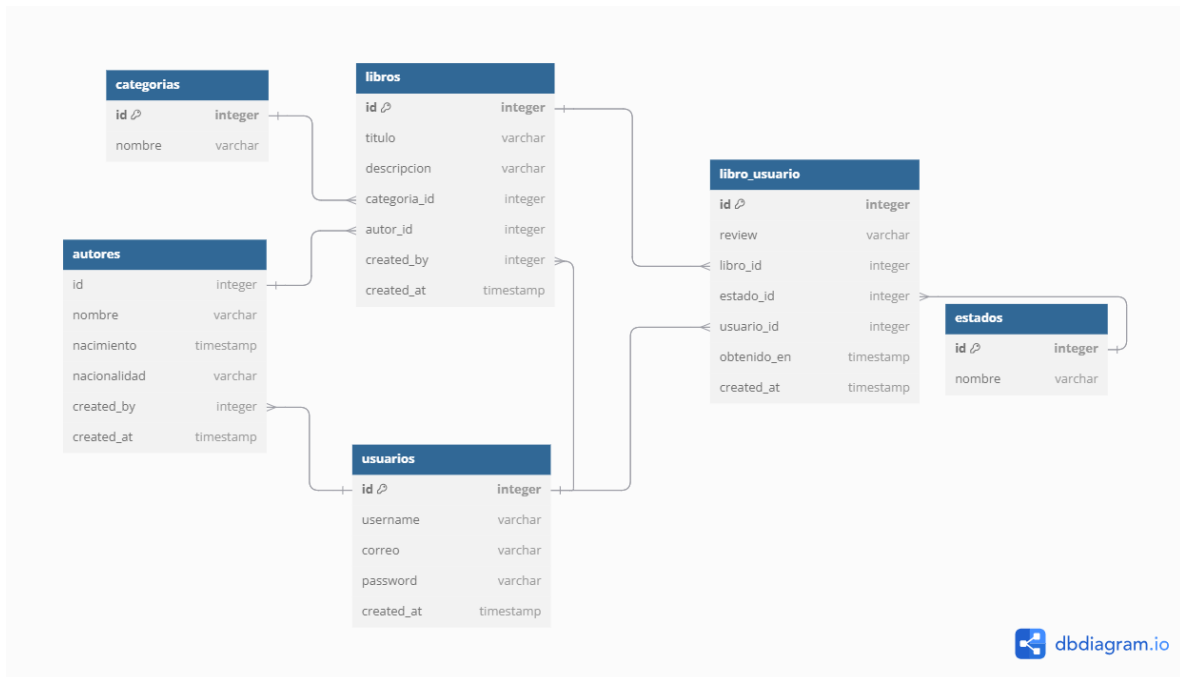 categorias
id integer
nombre varchar
libros
id integer
titulo varchar
descripcion varchar
categoria_id integer
autor_id integer
created_by integer
created_at timestamp
libro_usuario
id integer
review varchar
libro_id integer
estado_id integer
usuario_id integer
obtenido_en timestamp
created_at timestamp
autores
id integer
nombre varchar
nacimiento timestamp
nacionalidad varchar
created_by integer
created_at timestamp
estados
id integer
nombre varchar
usuarios
id integer
username varchar
correo varchar
password varchar
created_at timestamp
dbdiagram.io